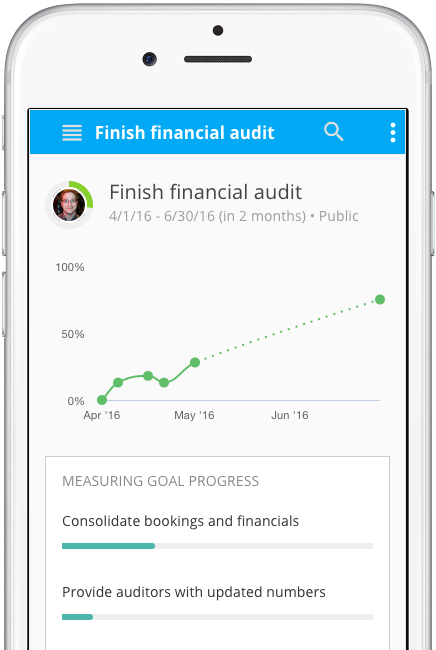 Finish financial audit
Finish financial audit
4/1/16 - 6/30/16 (in 2 months) • Public
100%
50%
0%
Apr '16 May '16 Jun '16
MEASURING GOAL PROGRESS
Consolidate bookings and financials
Provide auditors with updated numbers